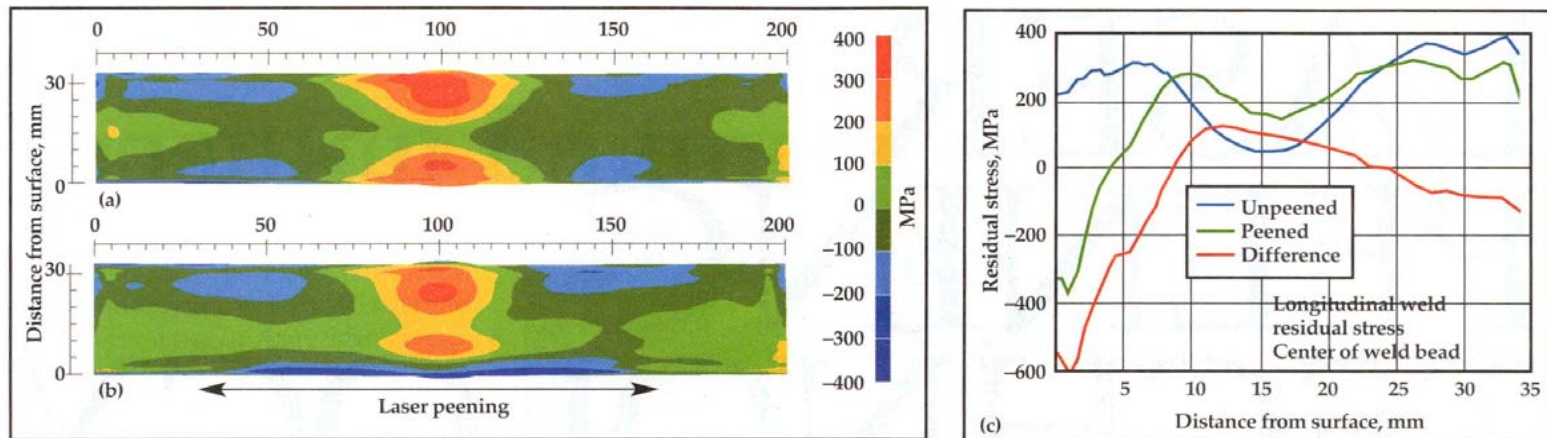 0 50 100 150 200
Distance from surface, mm
30
0
(a)
0 50 100 150 200
30
0
(b)
Laser peening
400
300
200
100
0
–100
–200
–300
–400
MPa
400
200
0
–200
–400
–600
Residual stress, MPa
Unpeened
Peened
Difference
Longitudinal weld
residual stress
Center of weld bead
5 10 15 20 25 30 35
(c) Distance from surface, mm